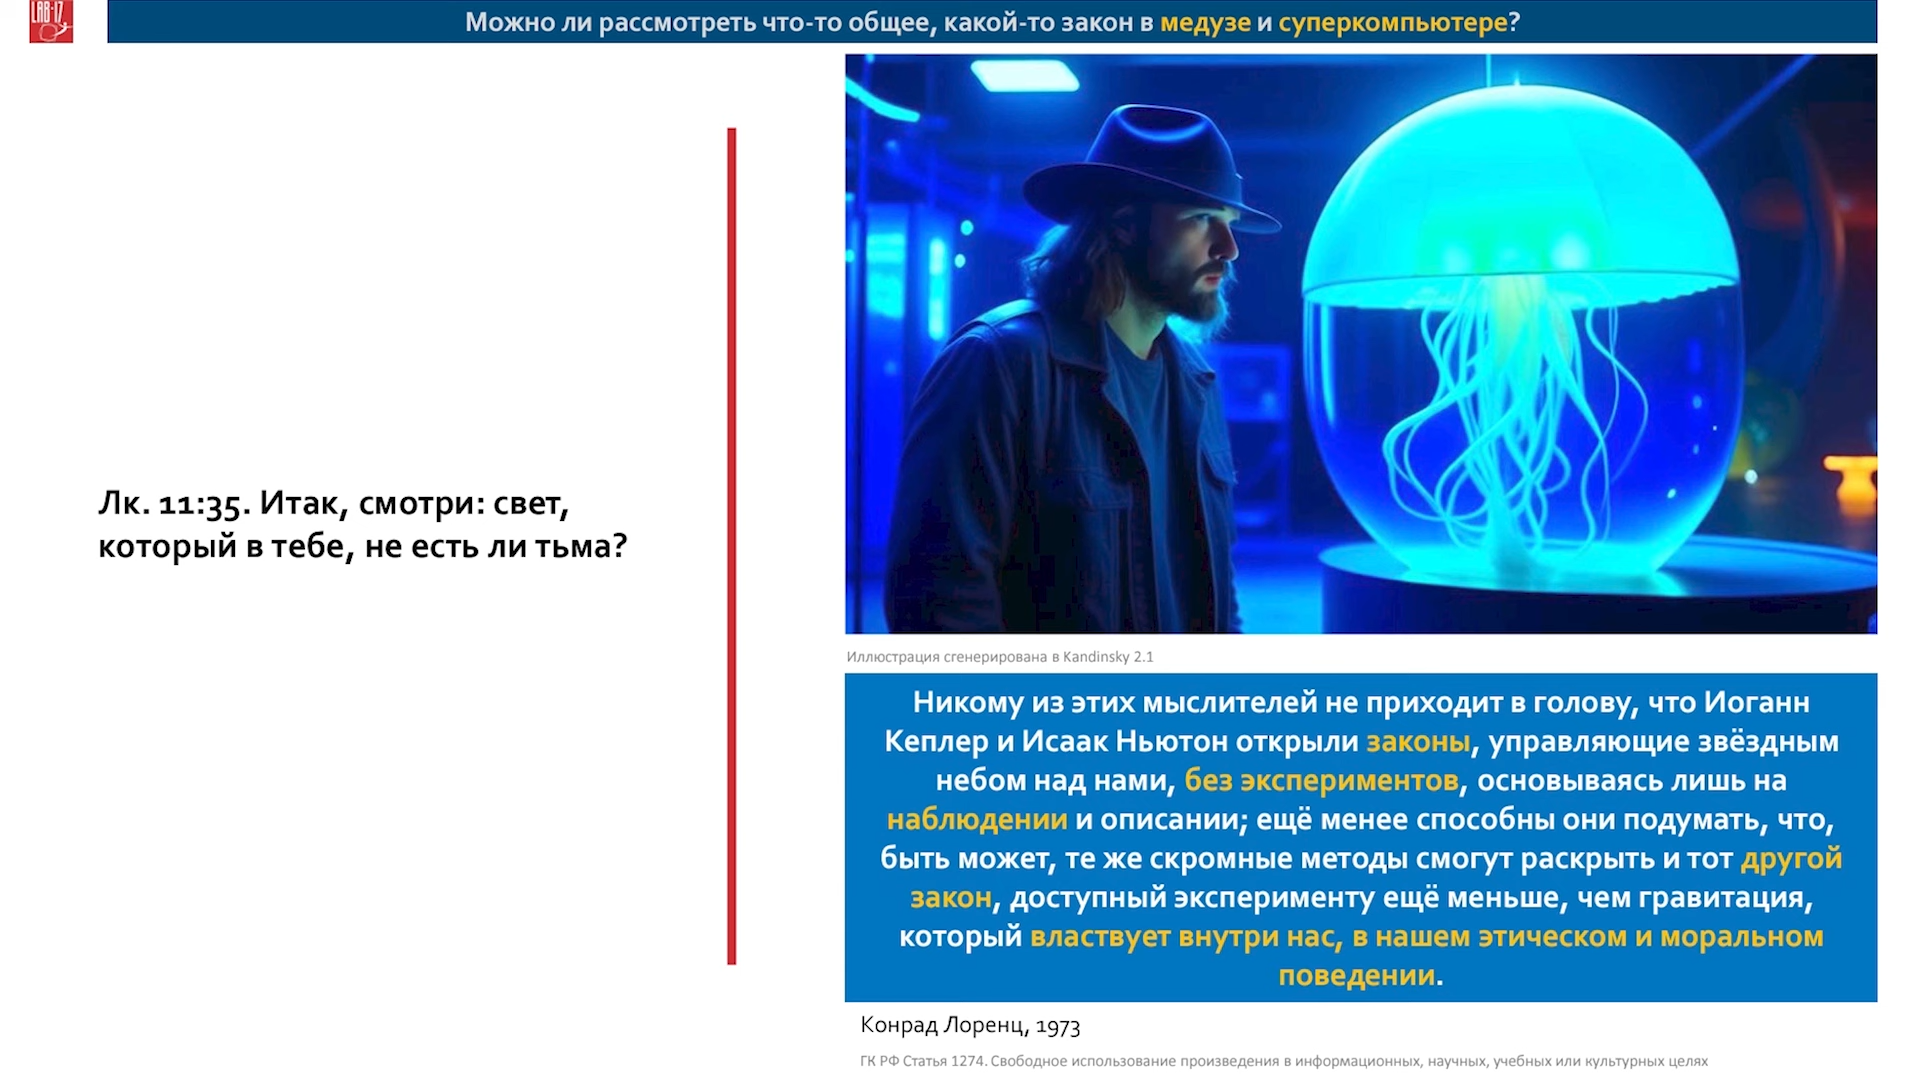 LAB-17
Можно ли рассмотреть что-то общее, какой-то закон в медузе и суперкомпьютере?
Лк. 11:35. Итак, смотри: свет,
который в тебе, не есть ли тьма?
Иллюстрация сгенерирована в Kandinsky 2.1
Никому из этих мыслителей не приходит в голову, что Иоганн
Кеплер и Исаак Ньютон открыли законы, управляющие звёздным
небом над нами, без экспериментов, основываясь лишь на
наблюдении и описании; ещё менее способны они подумать, что,
быть может, те же скромные методы смогут раскрыть и тот другой
закон, доступный эксперименту ещё меньше, чем гравитация,
который властвует внутри нас, в нашем этическом и моральном
поведении.
Конрад Лоренц, 1973
ГК РФ Статья 1274. Свободное использование произведения в информационных, научных, учебных или культурных целях